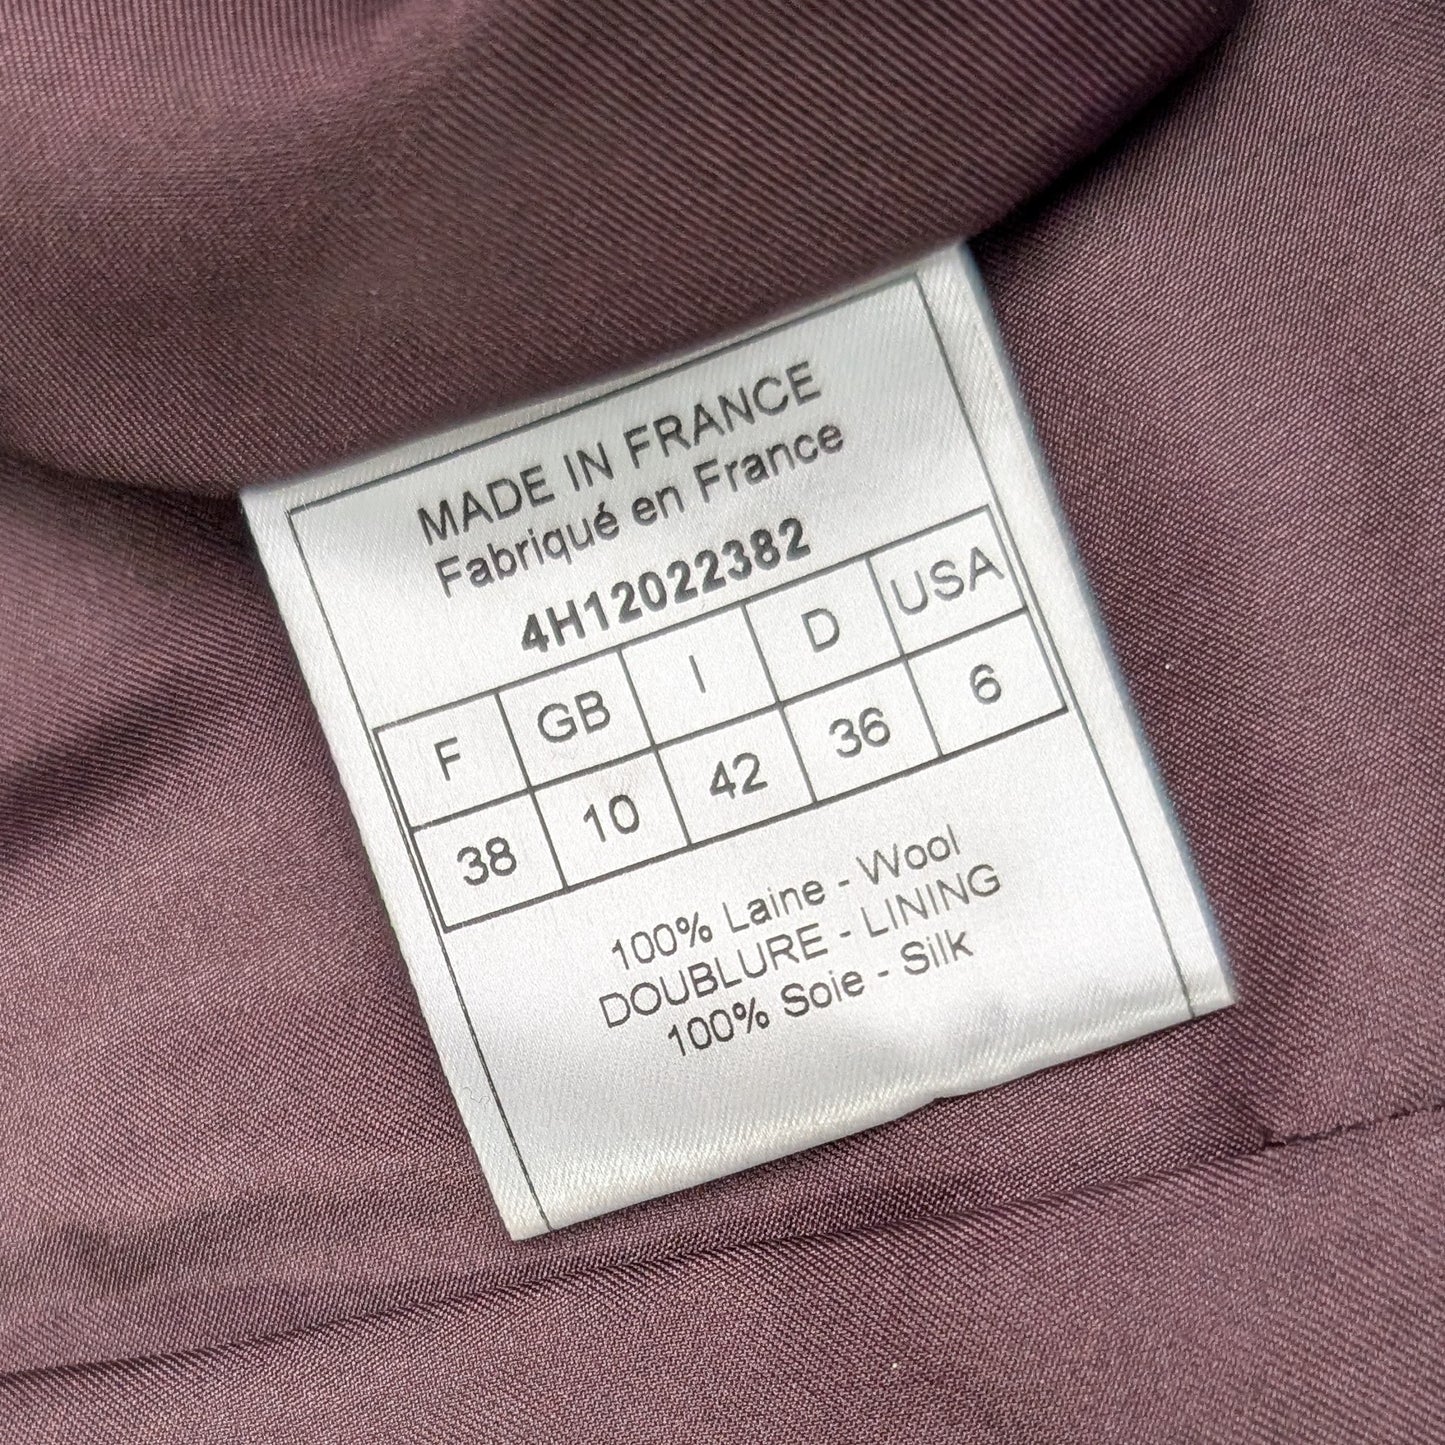 MADE IN FRANCE
Fabriqué en France
4H12022382
F GB I D USA
38 10 42 36 6
100% Laine - Wool
DOUBLURE - LINING
100% Soie - Silk